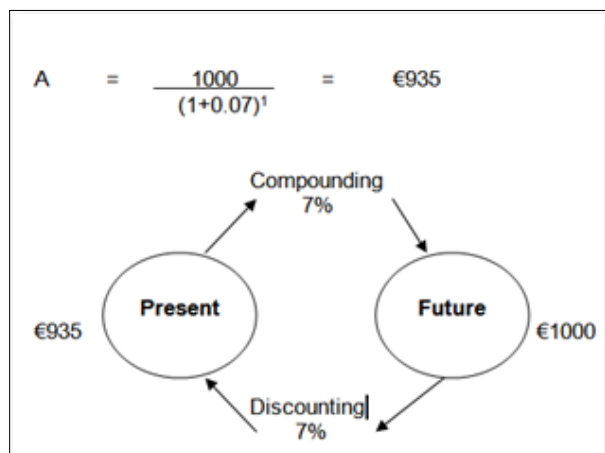 A = 1000 = €935
(1+0.07)¹
Compounding
7%
Present
Future
€935
€1000
Discounting
7%